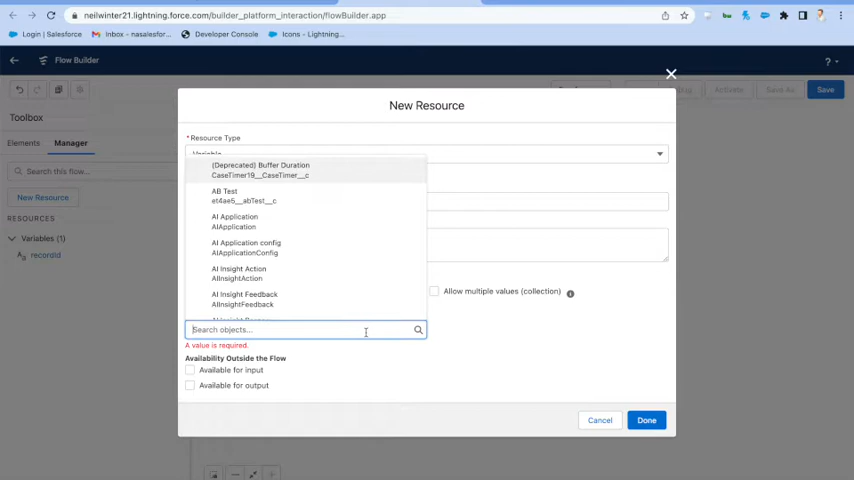 neilwinter21.lightning.force.com/builder_platform_interaction/flowBuilder.app
Login | Salesforce
Inbox - nasalesfor...
Developer Console
Icons - Lightning...
Flow Builder
?
Save As
Activate
Save
Toolbox
Elements
Manager
Search this flow...
New Resource
RESOURCES
Variables (1)
recordId
New Resource
* Resource Type
Variable
(Deprecated) Buffer Duration
CaseTimer19__CaseTimer__c
AB Test
et4ae5__abTest__c
AI Application
AIApplication
AI Application config
AIApplicationConfig
AI Insight Action
AIInsightAction
AI Insight Feedback
AIInsightFeedback
Allow multiple values (collection)
Search objects...
A value is required.
Availability Outside the Flow
Available for input
Available for output
Cancel
Done